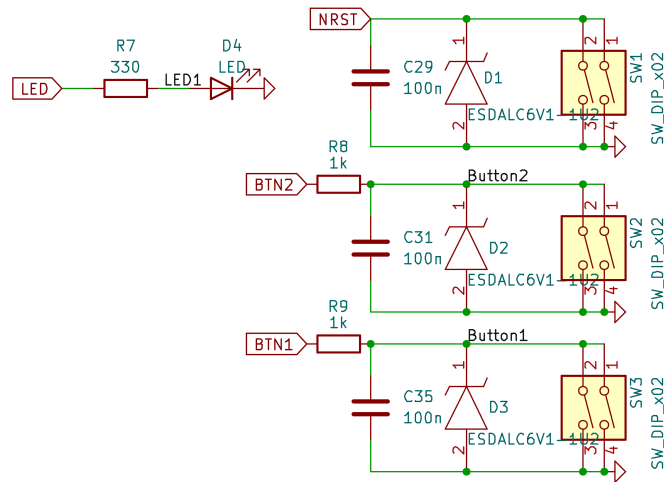 NRST
1
2
1
C29
100n
D1
ESDALC6V1-1U2
2
3
4
SW1
SW_DIP_x02
R7
330
D4
LED
LED
LED1
R8
1k
BTN2
Button2
1
2
1
C31
100n
D2
ESDALC6V1-1U2
2
3
4
SW2
SW_DIP_x02
R9
1k
BTN1
Button1
1
2
1
C35
100n
D3
ESDALC6V1-1U2
2
3
4
SW3
SW_DIP_x02